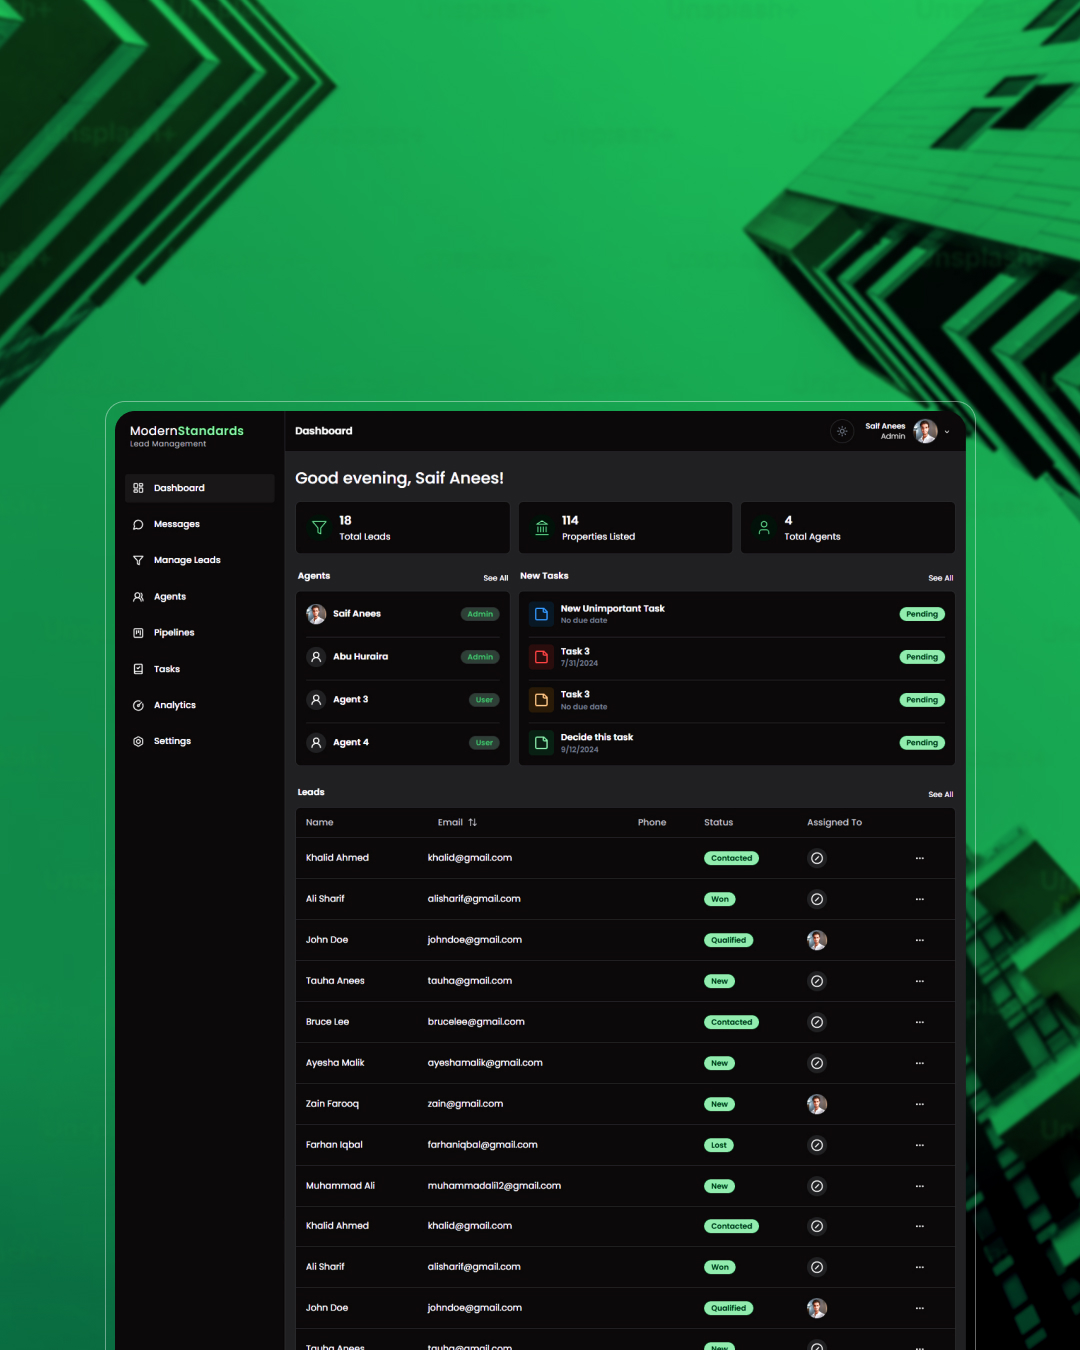 Unsplash+
ModernStandards
Lead Management
Dashboard
Saif Anees
Admin
Dashboard
Messages
Manage Leads
Agents
Pipelines
Tasks
Analytics
Settings
Good evening, Saif Anees!
18
Total Leads
114
Properties Listed
4
Total Agents
Agents
See All
Saif Anees
Admin
Abu Huraira
Admin
Agent 3
User
Agent 4
User
New Tasks
See All
New Unimportant Task
No due date
Pending
Task 3
7/31/2024
Pending
Task 3
No due date
Pending
Decide this task
9/12/2024
Pending
Leads
See All
Name Email Phone Status Assigned To
Khalid Ahmed khalid@gmail.com Contacted
Ali Sharif alisharif@gmail.com Won
John Doe johndoe@gmail.com Qualified
Tauha Anees tauha@gmail.com New
Bruce Lee brucelee@gmail.com Contacted
Ayesha Malik ayeshamalik@gmail.com New
Zain Farooq zain@gmail.com New
Farhan Iqbal farhaniqbal@gmail.com Lost
Muhammad Ali muhammadali12@gmail.com New
Khalid Ahmed khalid@gmail.com Contacted
Ali Sharif alisharif@gmail.com Won
John Doe johndoe@gmail.com Qualified
Tauha Anees tauha@gmail.com New